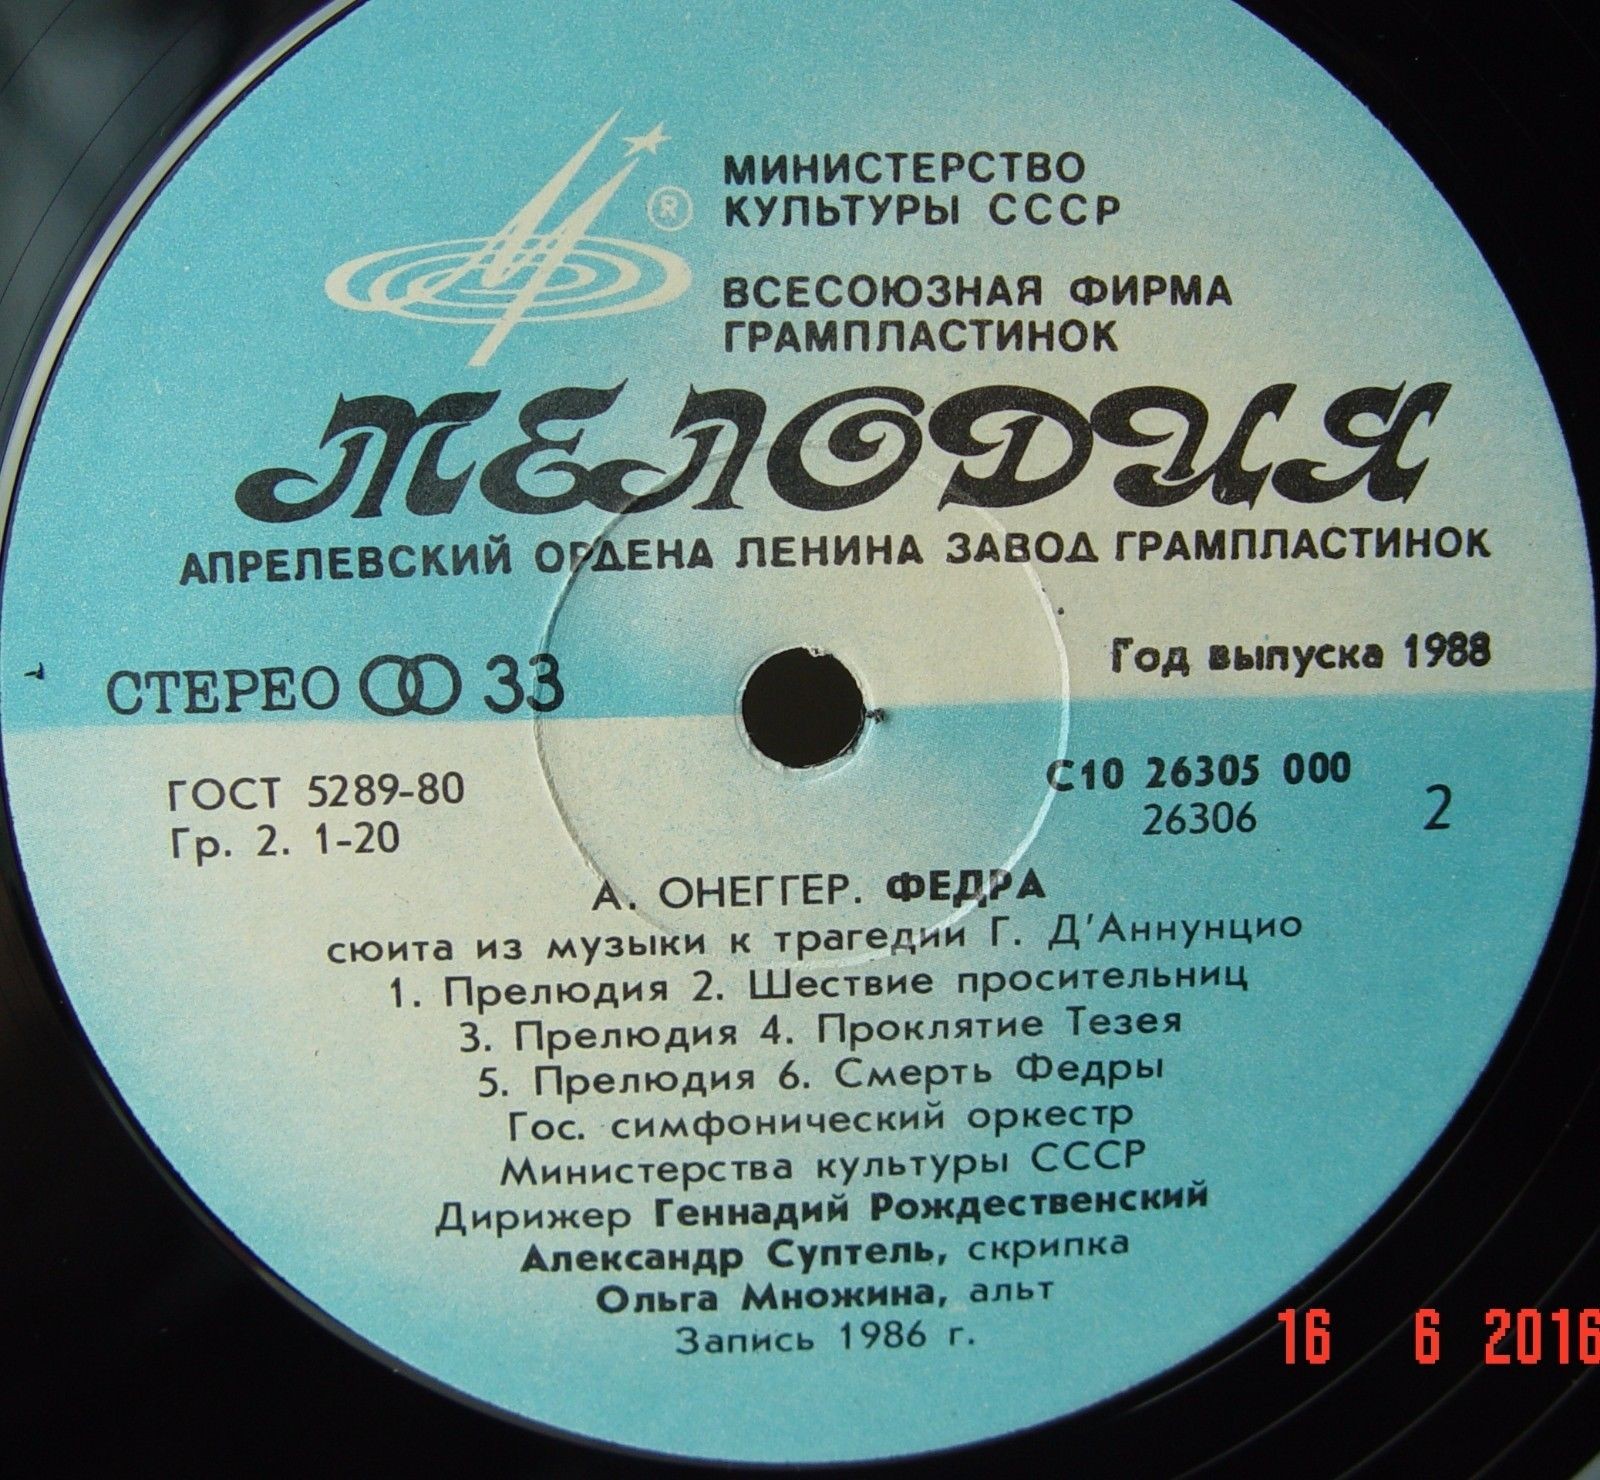 ®
МИНИСТЕРСТВО
КУЛЬТУРЫ СССР
ВСЕСОЮЗНАЯ ФИРМА
ГРАМПЛАСТИНОК
МЕЛОДИЯ
АПРЕЛЕВСКИЙ ОРДЕНА ЛЕНИНА ЗАВОД ГРАМПЛАСТИНОК
СТЕРЕО 33
Год выпуска 1988
ГОСТ 5289-80
Гр. 2. 1-20
С10 26305 000
26306
2
А. ОНЕГГЕР. ФЕДРА
сюита из музыки к трагедии Г. Д'Аннунцио
1. Прелюдия 2. Шествие просительниц
3. Прелюдия 4. Проклятие Тезея
5. Прелюдия 6. Смерть Федры
Гос. симфонический оркестр
Министерства культуры СССР
Дирижер Геннадий Рождественский
Александр Суптель, скрипка
Ольга Множина, альт
Запись 1986 г.
16 6 2016